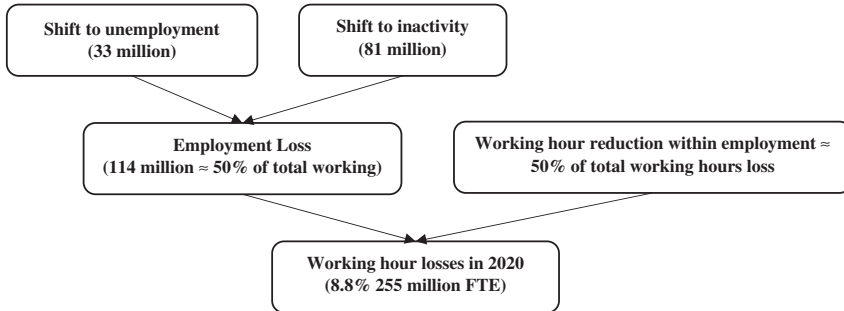 Shift to unemployment
(33 million)
Shift to inactivity
(81 million)
Employment Loss
(114 million ≈ 50% of total working)
Working hour reduction within employment ≈
50% of total working hours loss
Working hour losses in 2020
(8.8% 255 million FTE)